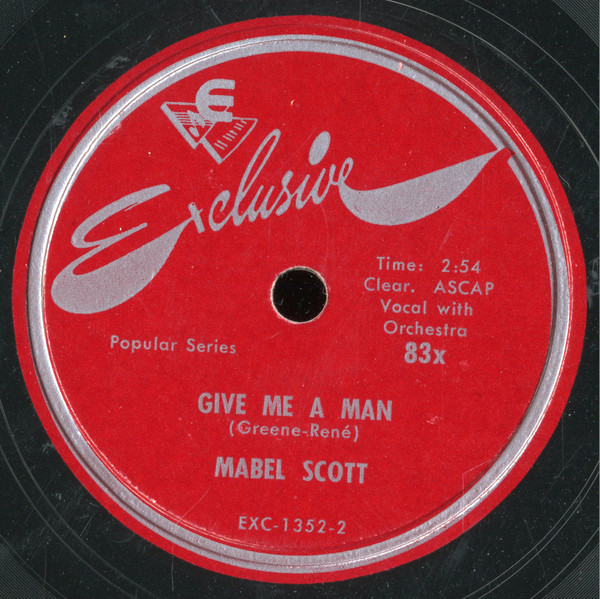 E
Exclusive
Time: 2:54
Clear. ASCAP
Vocal with
Orchestra
83x
Popular Series
GIVE ME A MAN
(Greene-René)
MABEL SCOTT
EXC-1352-2